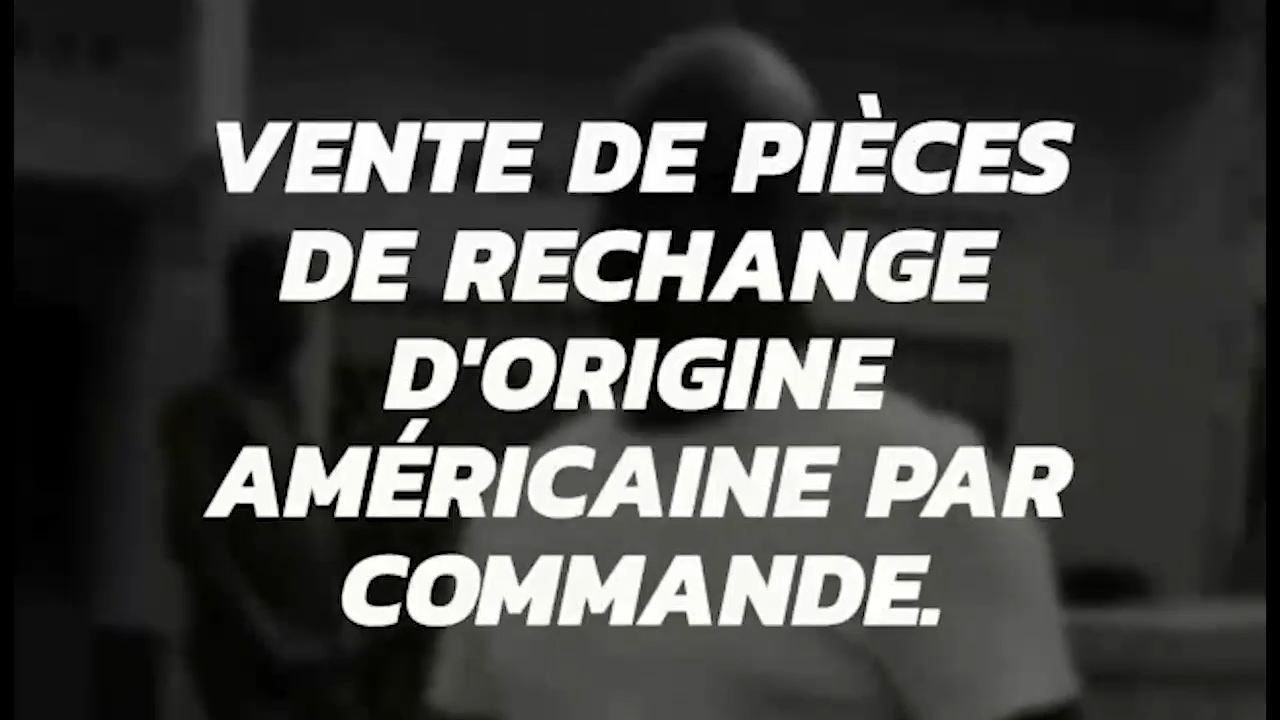 VENTE DE PIÈCES
DE RECHANGE
D'ORIGINE
AMÉRICAINE PAR
COMMANDE.